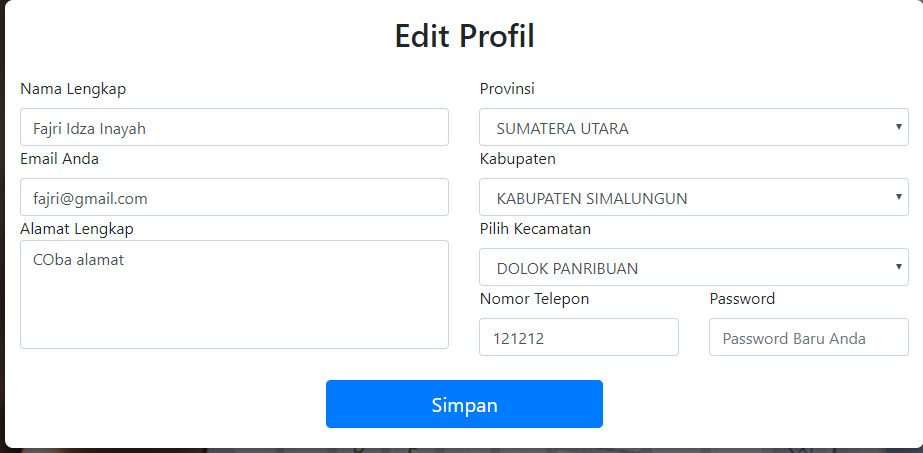 Edit Profil
Nama Lengkap
Fajri Idza Inayah
Email Anda
fajri@gmail.com
Alamat Lengkap
COba alamat
Provinsi
SUMATERA UTARA
Kabupaten
KABUPATEN SIMALUNGUN
Pilih Kecamatan
DOLOK PANRIBUAN
Nomor Telepon
121212
Password
Password Baru Anda
Simpan